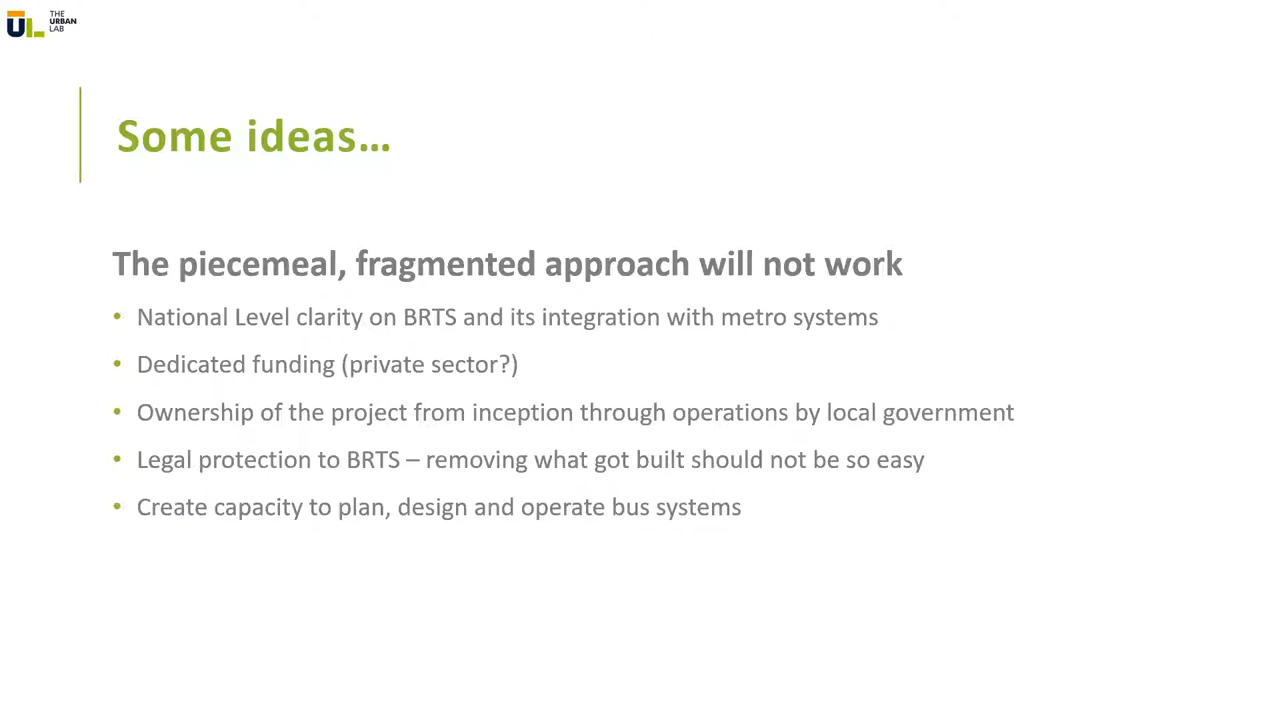 THE
URBAN
LAB
Some ideas…
The piecemeal, fragmented approach will not work
• National Level clarity on BRTS and its integration with metro systems
• Dedicated funding (private sector?)
• Ownership of the project from inception through operations by local government
• Legal protection to BRTS – removing what got built should not be so easy
• Create capacity to plan, design and operate bus systems